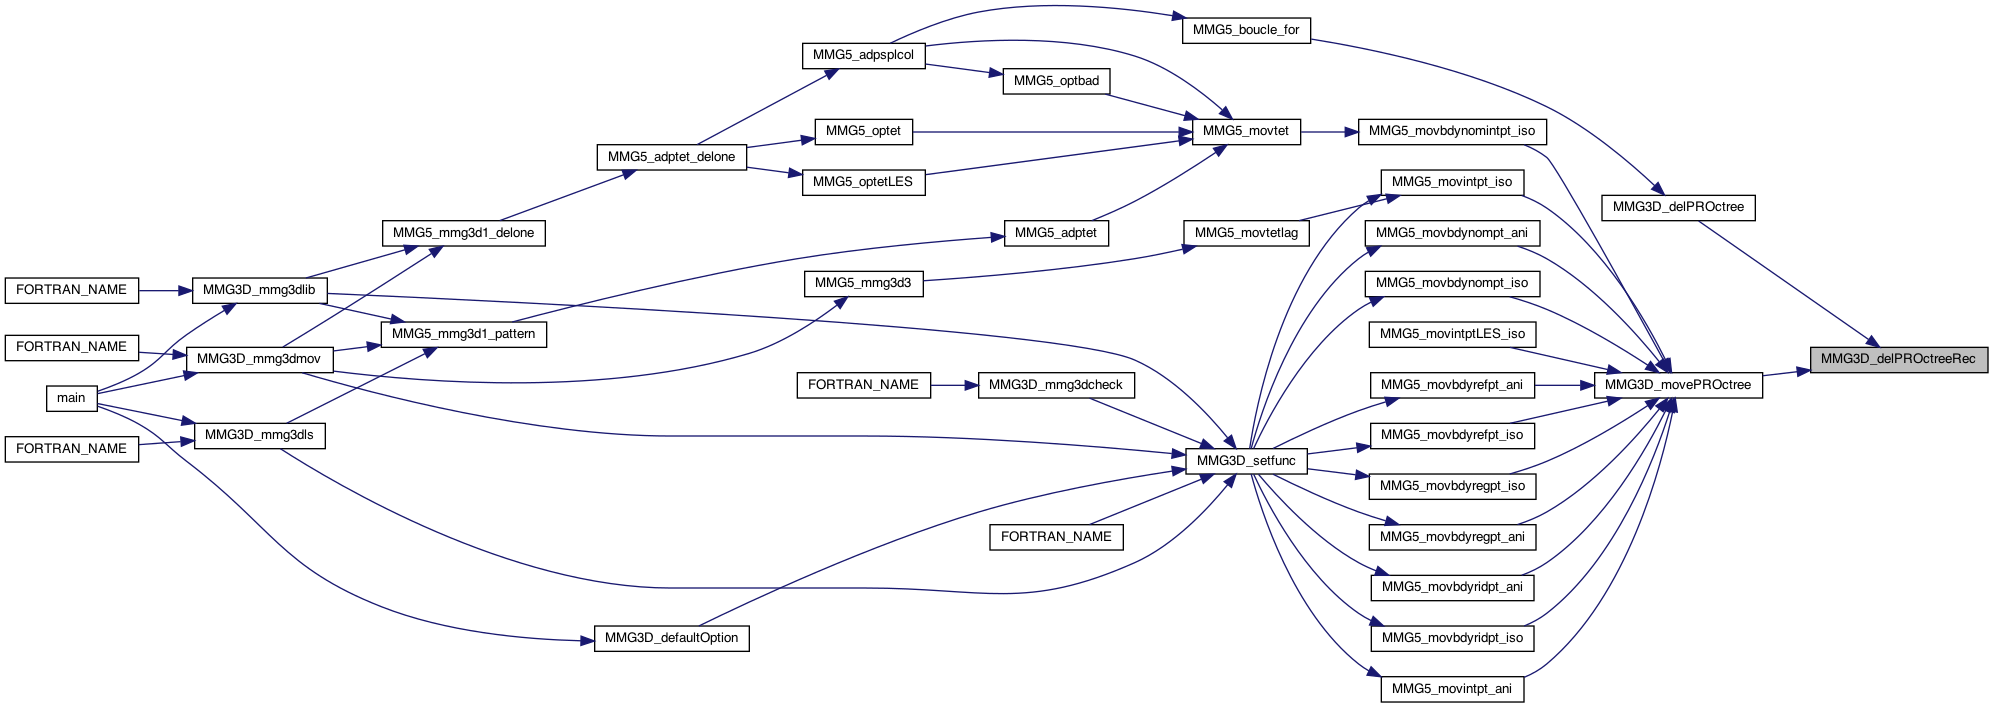 MMG5_boucle_for
MMG5_adpsplcol
MMG5_optbad
MMG5_optet
MMG5_movtet
MMG5_movbdynomintpt_iso
MMG5_adptet_delone
MMG5_optetLES
MMG5_movintpt_iso
MMG3D_delPROctree
MMG5_mmg3d1_delone
MMG5_adptet
MMG5_movtetlag
MMG5_movbdynompt_ani
FORTRAN_NAME
MMG3D_mmg3dlib
MMG5_mmg3d3
MMG5_movbdynompt_iso
MMG5_mmg3d1_pattern
MMG5_movintptLES_iso
FORTRAN_NAME
MMG3D_mmg3dmov
MMG3D_delPROctreeRec
main
FORTRAN_NAME
MMG3D_mmg3dcheck
MMG5_movbdyrefpt_ani
MMG3D_movePROctree
FORTRAN_NAME
MMG3D_mmg3dls
MMG5_movbdyrefpt_iso
MMG3D_setfunc
MMG5_movbdyregpt_iso
FORTRAN_NAME
MMG5_movbdyregpt_ani
MMG5_movbdyridpt_ani
MMG3D_defaultOption
MMG5_movbdyridpt_iso
MMG5_movintpt_ani